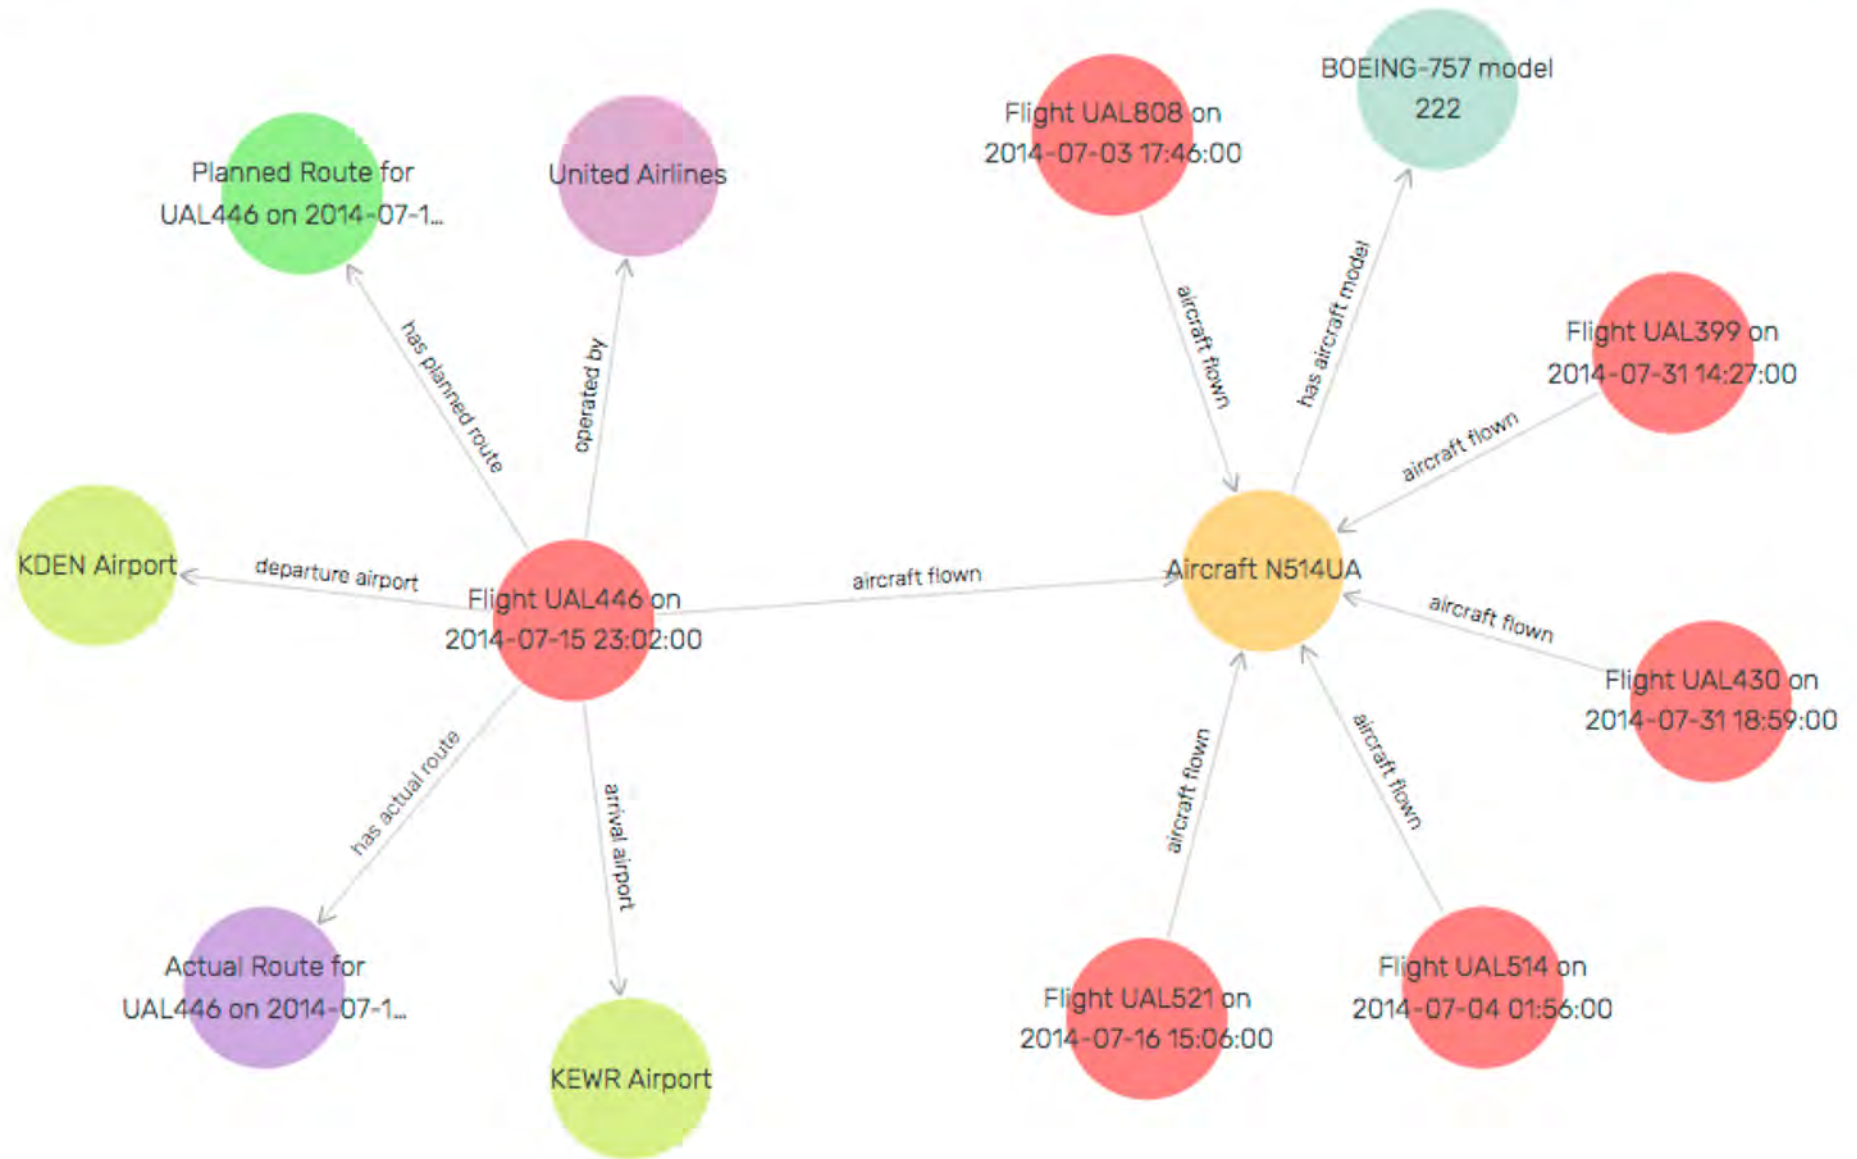 BOEING-757 model
222
Flight UAL808 on
2014-07-03 17:46:00
Planned Route for
UAL446 on 2014-07-1...
United Airlines
has planned route
operated by
aircraft flown
has aircraft model
Flight UAL399 on
2014-07-31 14:27:00
aircraft flown
KDEN Airport
departure airport
Flight UAL446 on
2014-07-15 23:02:00
aircraft flown
Aircraft N514UA
aircraft flown
Flight UAL430 on
2014-07-31 18:59:00
has actual route
arrival airport
aircraft flown
aircraft flown
Actual Route for
UAL446 on 2014-07-1...
KEWR Airport
Flight UAL521 on
2014-07-16 15:06:00
Flight UAL514 on
2014-07-04 01:56:00